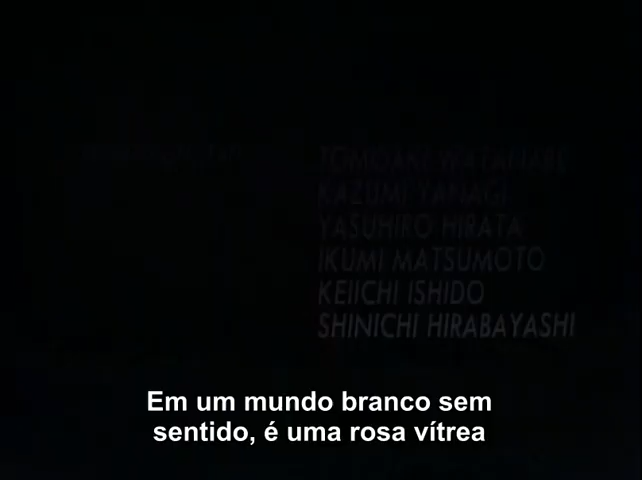 TOMOAKI WATANABE
KAZUMI YANAGI
YASUHIRO HIRATA
IKUMI MATSUMOTO
KEIICHI ISHIDO
SHINICHI HIRABAYASHI
Em um mundo branco sem
sentido, é uma rosa vítrea